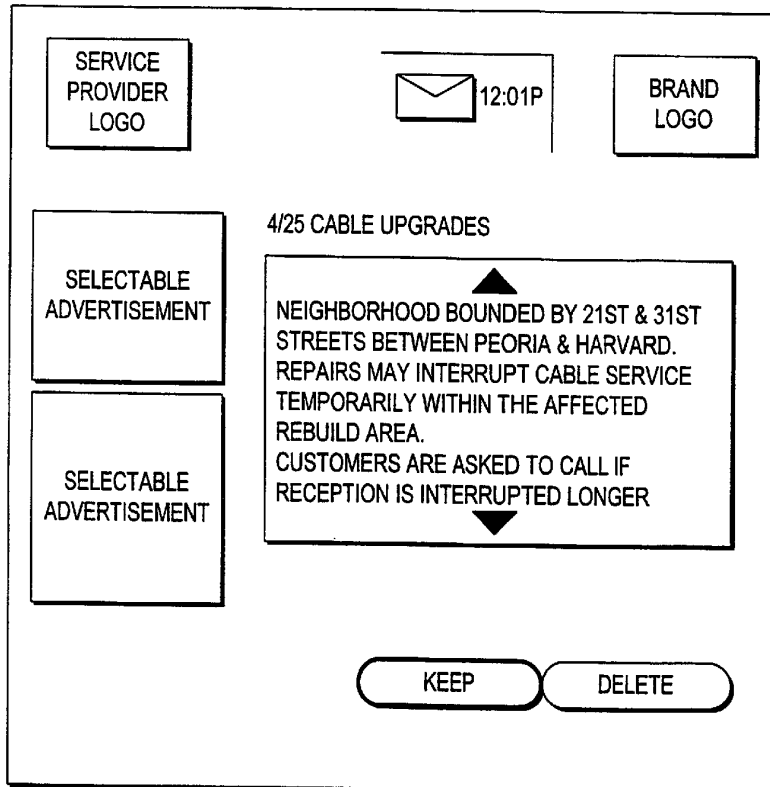 SERVICE
PROVIDER
LOGO
12:01P
BRAND
LOGO
SELECTABLE
ADVERTISEMENT
SELECTABLE
ADVERTISEMENT
4/25 CABLE UPGRADES
NEIGHBORHOOD BOUNDED BY 21ST & 31ST
STREETS BETWEEN PEORIA & HARVARD.
REPAIRS MAY INTERRUPT CABLE SERVICE
TEMPORARILY WITHIN THE AFFECTED
REBUILD AREA.
CUSTOMERS ARE ASKED TO CALL IF
RECEPTION IS INTERRUPTED LONGER
KEEP
DELETE